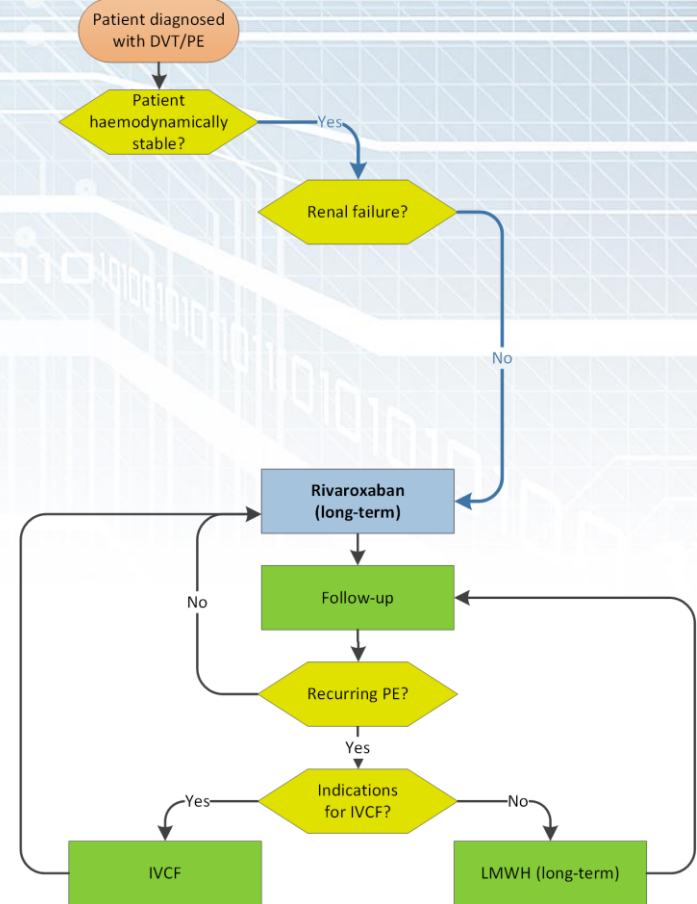 Patient diagnosed
with DVT/PE
Patient
haemodynamically
stable?
Yes
Renal failure?
No
Rivaroxaban
(long-term)
Follow-up
No
Recurring PE?
Yes
Indications
for IVCF?
Yes
No
IVCF
LMWH (long-term)